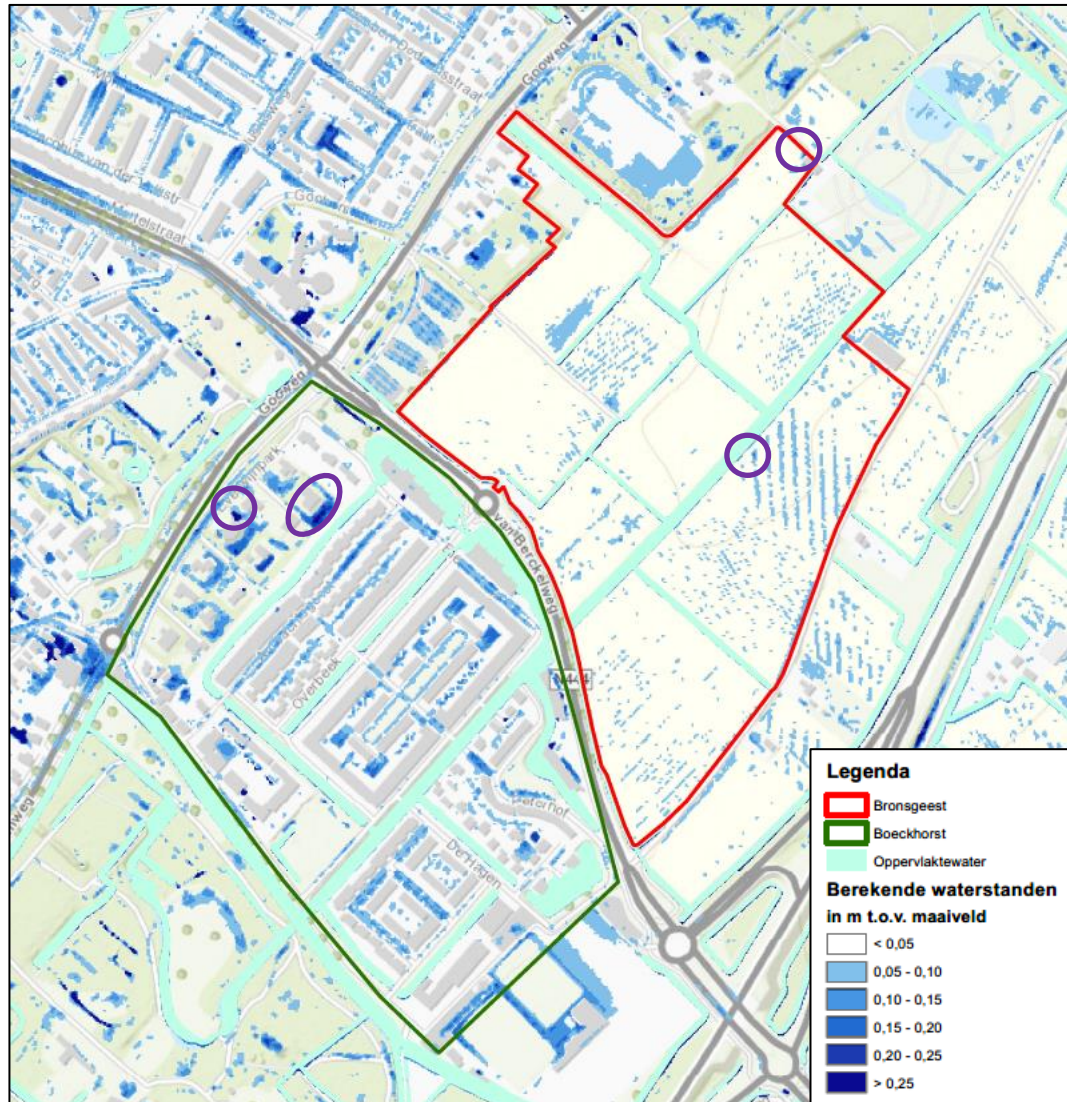 Gooweg
Gooweg
van Berckelweg
Overbeek
De Hagen
Legenda
Bronsgeest
Boeckhorst
Oppervlaktewater
Berekende waterstanden
in m t.o.v. maaiveld
< 0,05
0,05 - 0,10
0,10 - 0,15
0,15 - 0,20
0,20 - 0,25
> 0,25